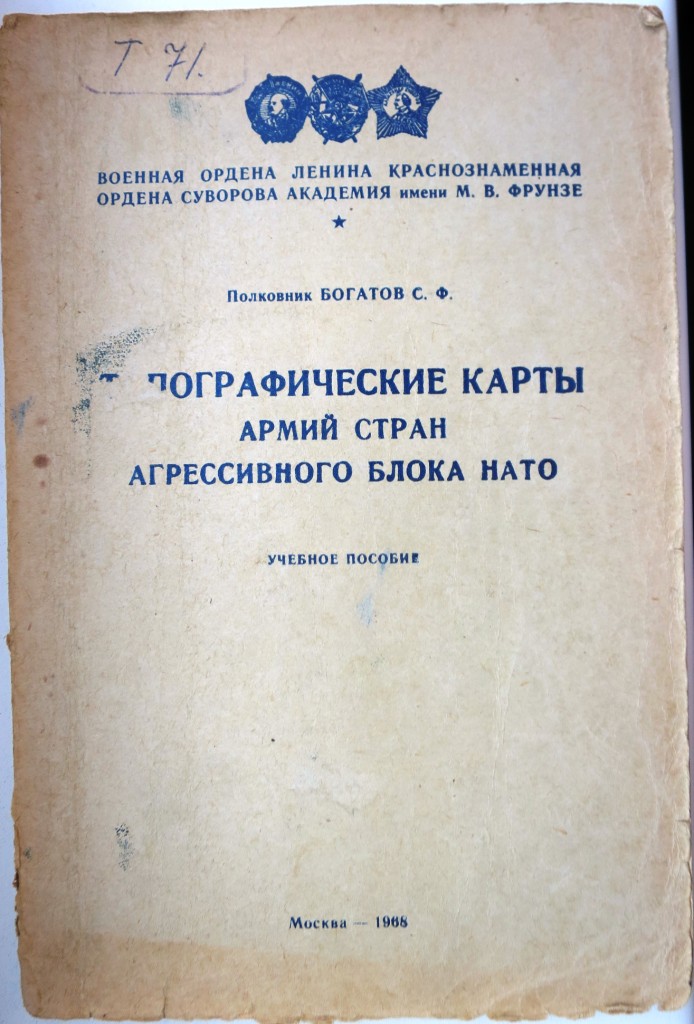 Т 71.
ВОЕННАЯ ОРДЕНА ЛЕНИНА КРАСНОЗНАМЕННАЯ
ОРДЕНА СУВОРОВА АКАДЕМИЯ имени М. В. ФРУНЗЕ
Полковник БОГАТОВ С. Ф.
ТОПОГРАФИЧЕСКИЕ КАРТЫ
АРМИЙ СТРАН
АГРЕССИВНОГО БЛОКА НАТО
УЧЕБНОЕ ПОСОБИЕ
Москва — 1968